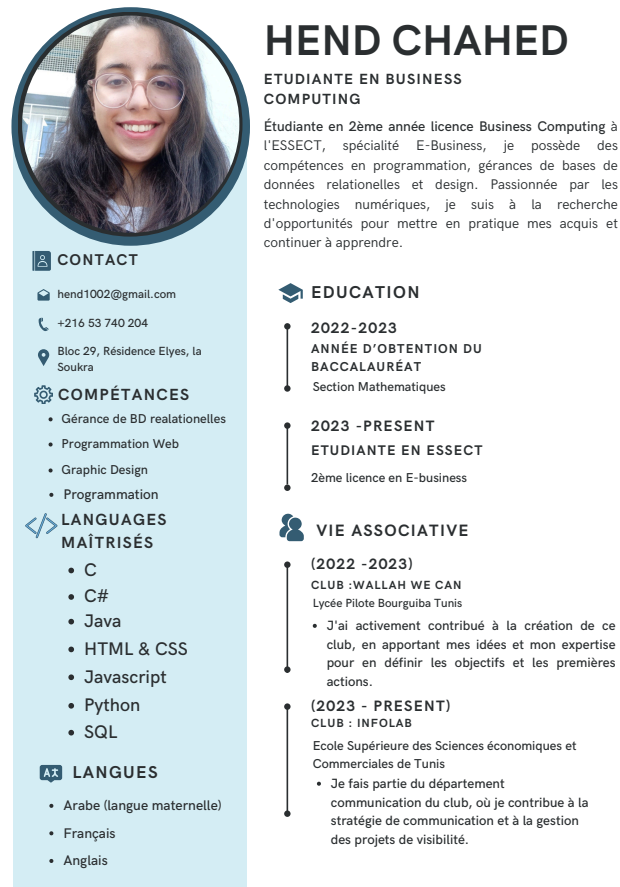 HEND CHAHED
ETUDIANTE EN BUSINESS
COMPUTING
Étudiante en 2ème année licence Business Computing à
l'ESSECT, spécialité E-Business, je possède des
compétences en programmation, gérances de bases de
données relationelles et design. Passionnée par les
technologies numériques, je suis à la recherche
d'opportunités pour mettre en pratique mes acquis et
continuer à apprendre.
CONTACT
hend1002@gmail.com
+216 53 740 204
Bloc 29, Résidence Elyes, la
Soukra
COMPÉTANCES
• Gérance de BD realationelles
• Programmation Web
• Graphic Design
• Programmation
</> LANGUAGES
MAÎTRISÉS
• C
• C#
• Java
• HTML & CSS
• Javascript
• Python
• SQL
LANGUES
• Arabe (langue maternelle)
• Français
• Anglais
EDUCATION
2022-2023
ANNÉE D'OBTENTION DU
BACCALAURÉAT
Section Mathematiques
2023 -PRESENT
ETUDIANTE EN ESSECT
2ème licence en E-business
VIE ASSOCIATIVE
(2022 -2023)
CLUB :WALLAH WE CAN
Lycée Pilote Bourguiba Tunis
• J'ai activement contribué à la création de ce
club, en apportant mes idées et mon expertise
pour en définir les objectifs et les premières
actions.
(2023 - PRESENT)
CLUB : INFOLAB
Ecole Supérieure des Sciences économiques et
Commerciales de Tunis
• Je fais partie du département
communication du club, où je contribue à la
stratégie de communication et à la gestion
des projets de visibilité.